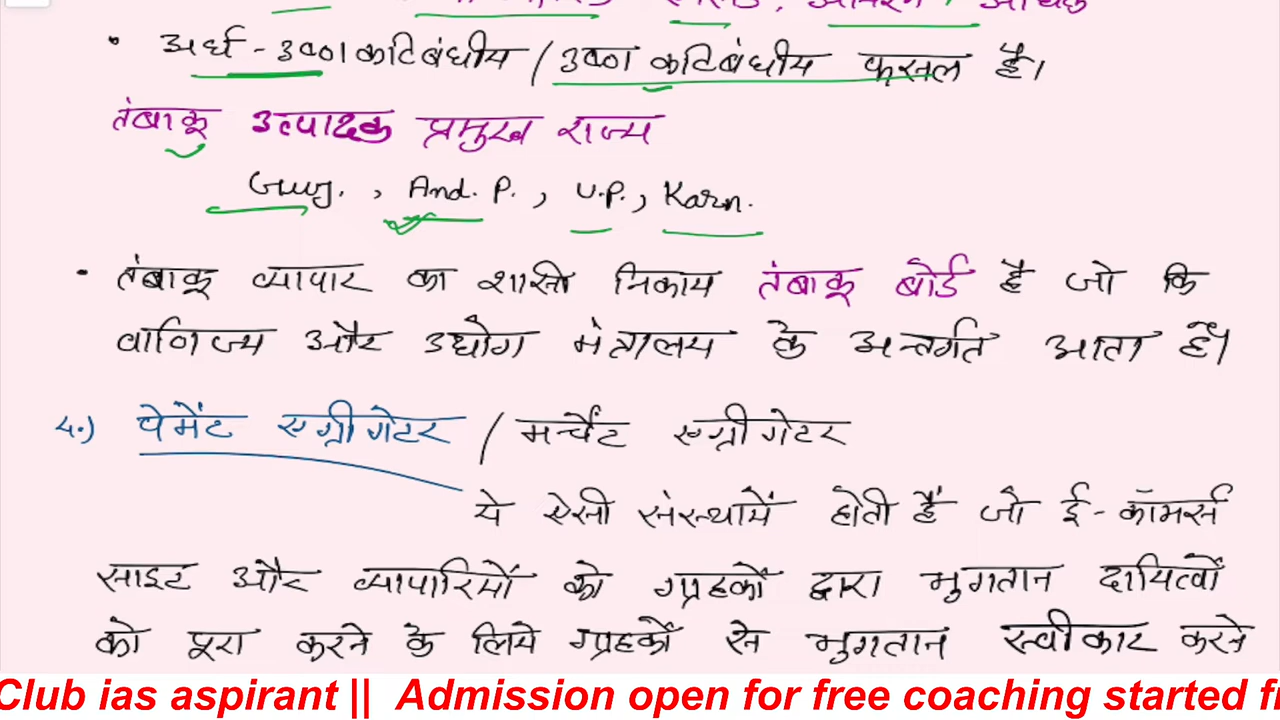 • अर्ध - उष्ण कटिबंधीय / उष्ण कटिबंधीय फसल है।
तंबाकू उत्पादक प्रमुख राज्य
Guj., And. P., U.P., Karn.
• तंबाकू व्यापार का शासी निकाय तंबाकू बोर्ड है जो कि
वाणिज्य और उद्योग मंत्रालय के अन्तर्गत आता है।
4.) पेमेंट एग्रीगेटर / मर्चेंट एग्रीगेटर
ये ऐसी संस्थायें होती हैं जो ई-कॉमर्स
साइट और व्यापारियों को ग्राहकों द्वारा भुगतान दायित्वों
को पूरा करने के लिये ग्राहकों से भुगतान स्वीकार करने
Club ias aspirant || Admission open for free coaching started